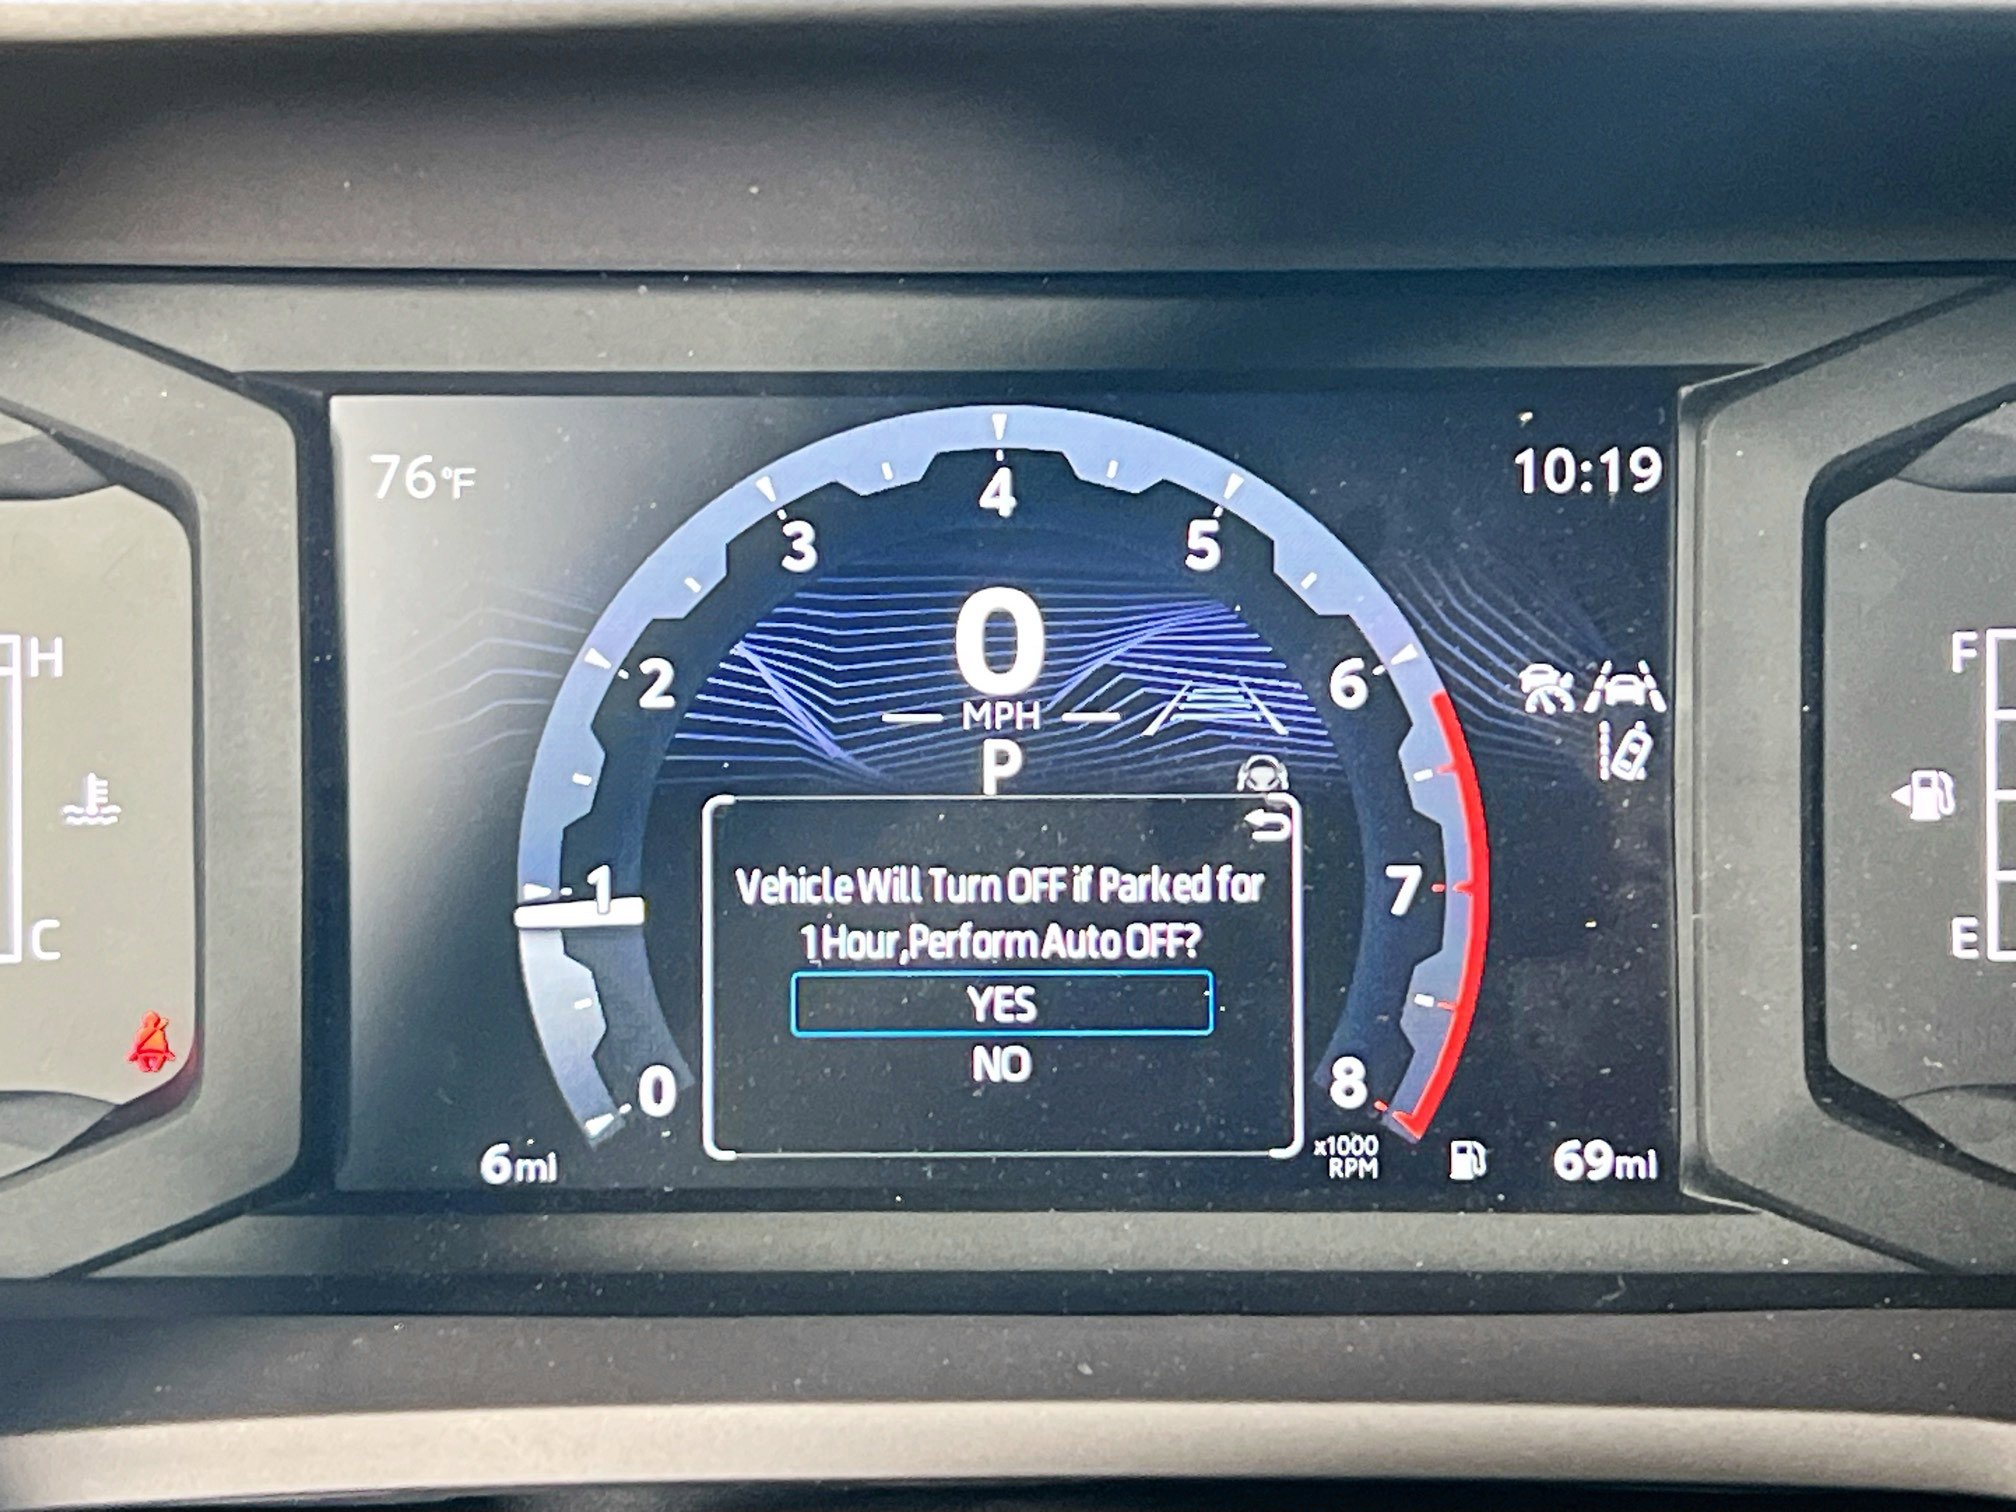 76°F
10:19
4
3
5
2
6
0
MPH
P
H
C
F
E
1
7
Vehicle Will Turn OFF if Parked for
1 Hour,Perform Auto OFF?
YES
NO
0
8
x1000
RPM
6mi
69mi